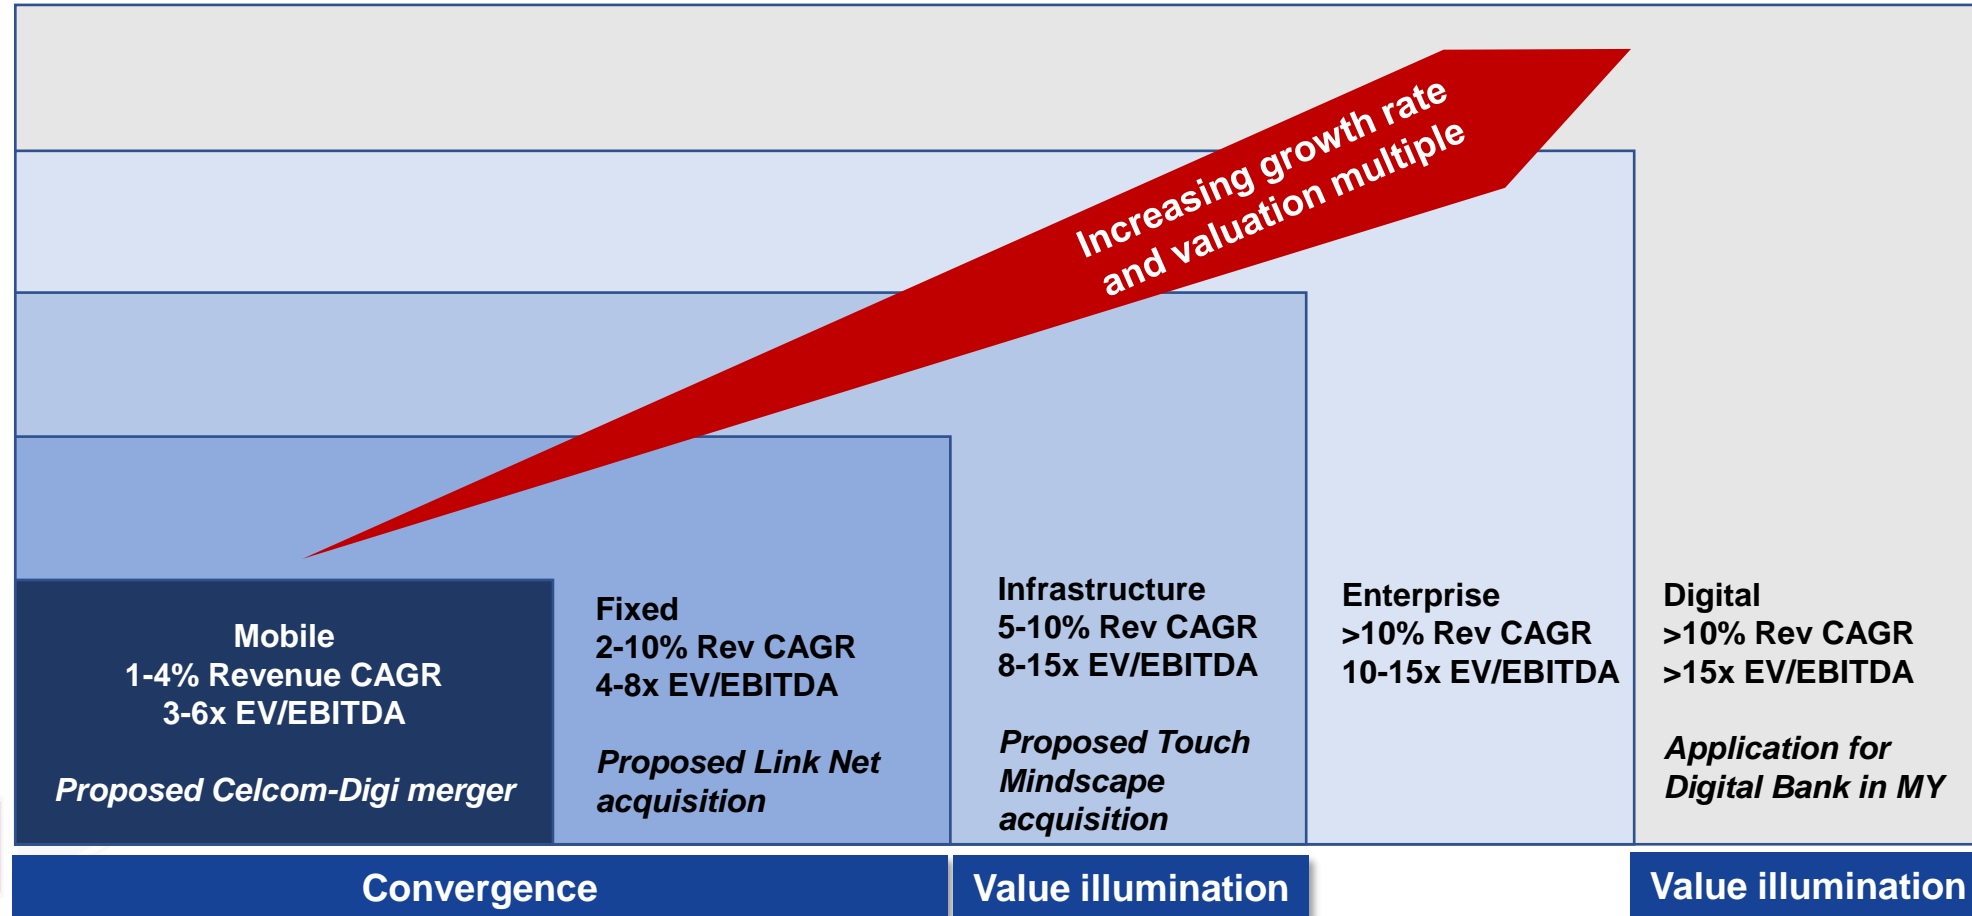 Increasing growth rate
and valuation multiple
Mobile
1-4% Revenue CAGR
3-6x EV/EBITDA
Proposed Celcom-Digi merger
Fixed
2-10% Rev CAGR
4-8x EV/EBITDA
Proposed Link Net
acquisition
Infrastructure
5-10% Rev CAGR
8-15x EV/EBITDA
Proposed Touch
Mindscape
acquisition
Enterprise
>10% Rev CAGR
10-15x EV/EBITDA
Digital
>10% Rev CAGR
>15x EV/EBITDA
Application for
Digital Bank in MY
Convergence
Value illumination
Value illumination